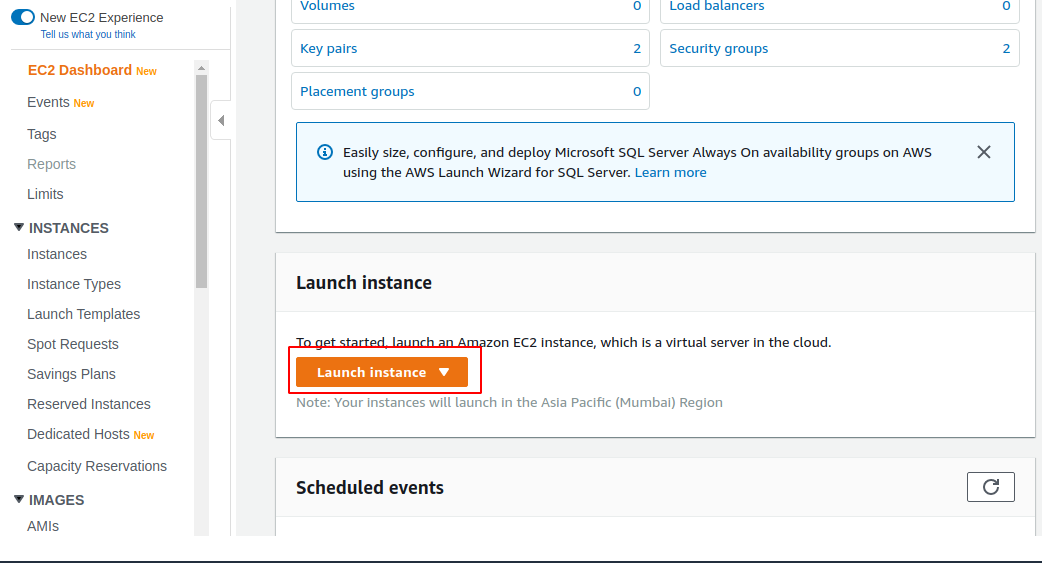 New EC2 Experience
Tell us what you think
EC2 Dashboard New
Events New
Tags
Reports
Limits
INSTANCES
Instances
Instance Types
Launch Templates
Spot Requests
Savings Plans
Reserved Instances
Dedicated Hosts New
Capacity Reservations
IMAGES
AMIs
Volumes 0
Load balancers 0
Key pairs 2
Security groups 2
Placement groups 0
Easily size, configure, and deploy Microsoft SQL Server Always On availability groups on AWS
using the AWS Launch Wizard for SQL Server. Learn more
Launch instance
To get started, launch an Amazon EC2 instance, which is a virtual server in the cloud.
Launch instance
Note: Your instances will launch in the Asia Pacific (Mumbai) Region
Scheduled events